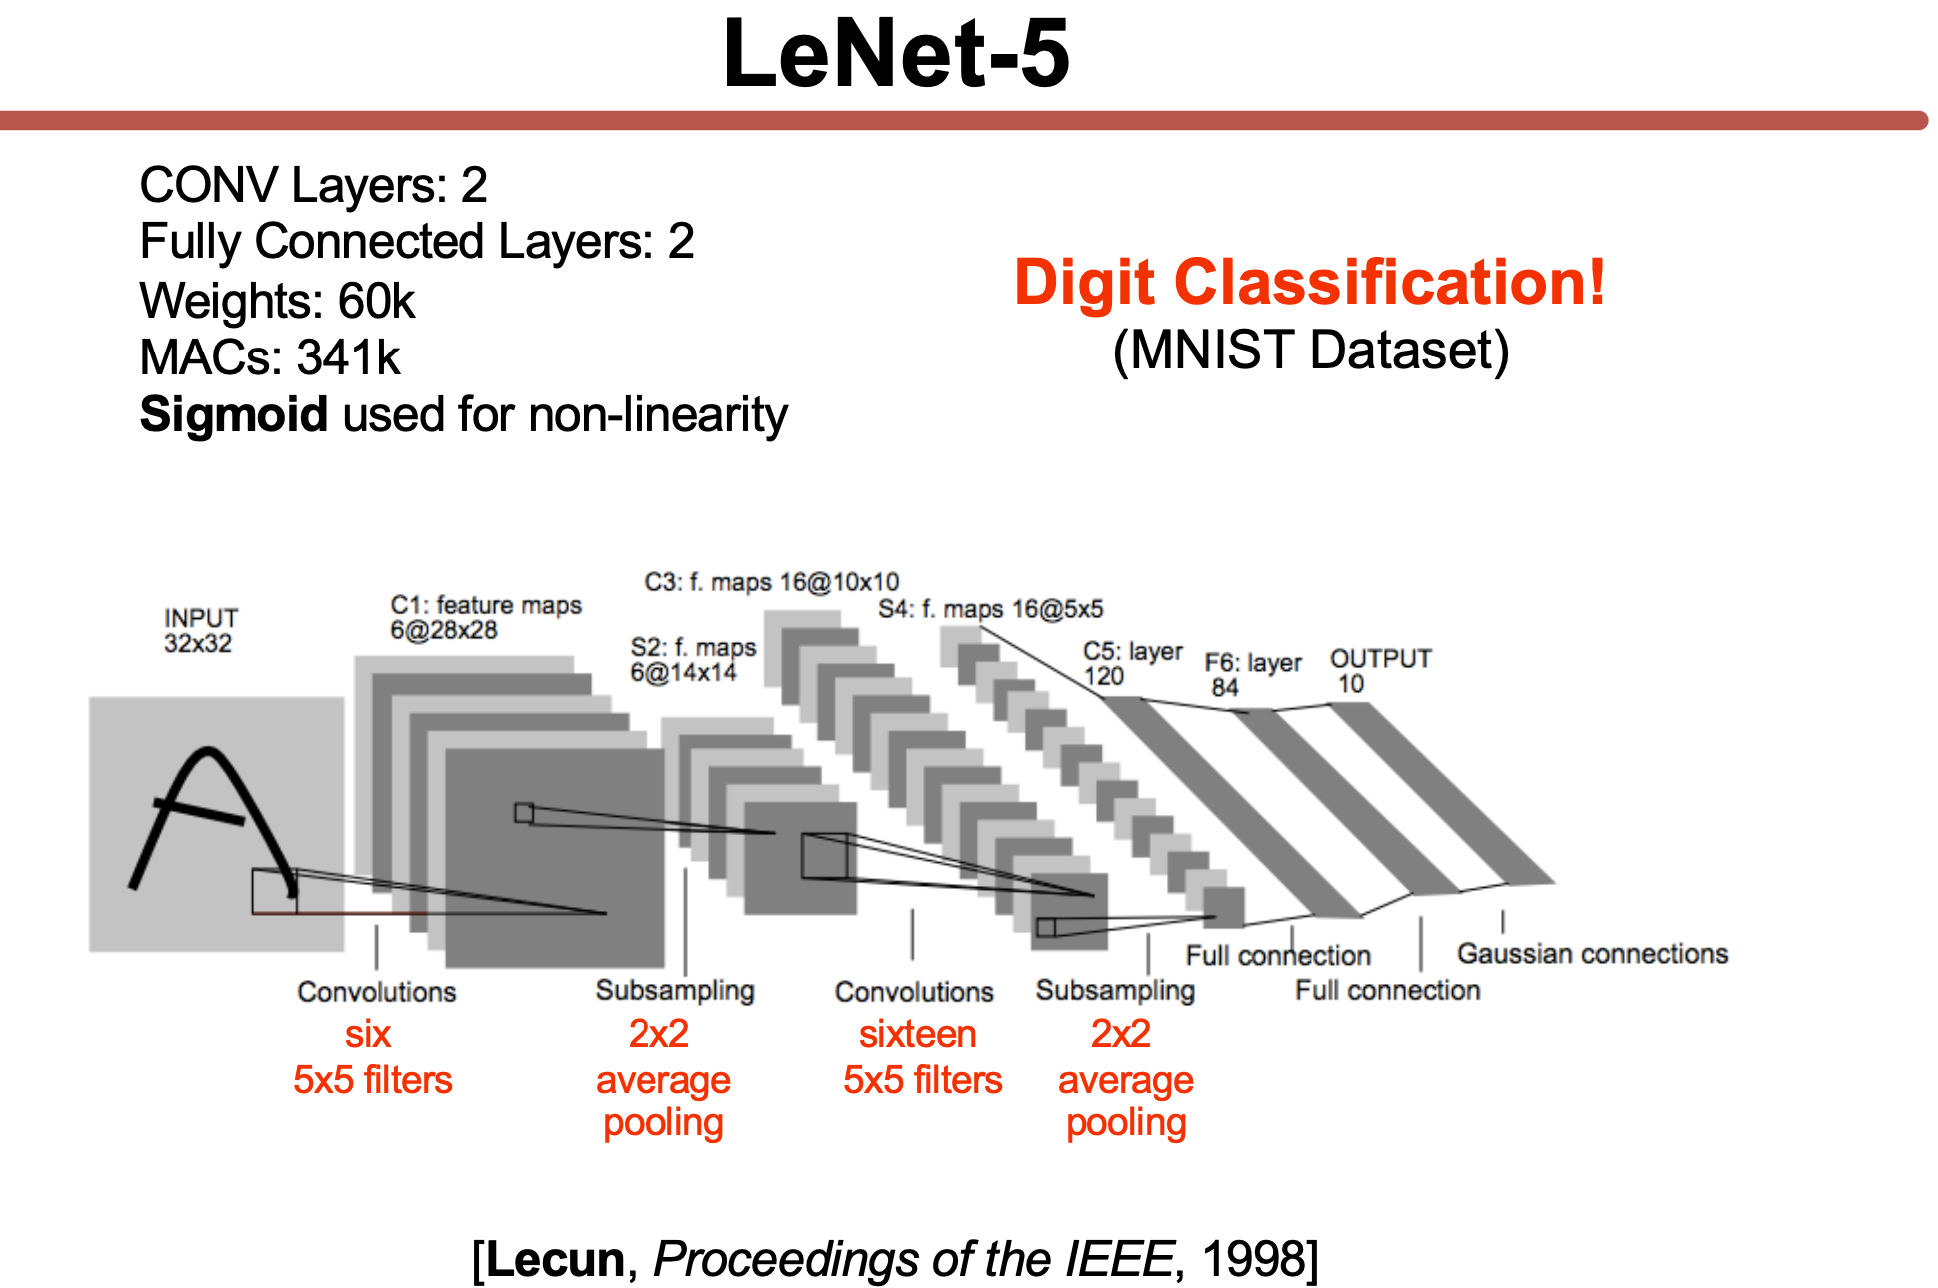 LeNet-5
CONV Layers: 2
Fully Connected Layers: 2
Weights: 60k
MACs: 341k
Sigmoid used for non-linearity
Digit Classification!
(MNIST Dataset)
INPUT
32x32
C1: feature maps
6@28x28
S2: f. maps
6@14x14
C3: f. maps 16@10x10
S4: f. maps 16@5x5
C5: layer
120
F6: layer
84
OUTPUT
10
Convolutions
six
5x5 filters
Subsampling
2x2
average
pooling
Convolutions
sixteen
5x5 filters
Subsampling
2x2
average
pooling
Full connection
Full connection
Gaussian connections
[Lecun, Proceedings of the IEEE, 1998]